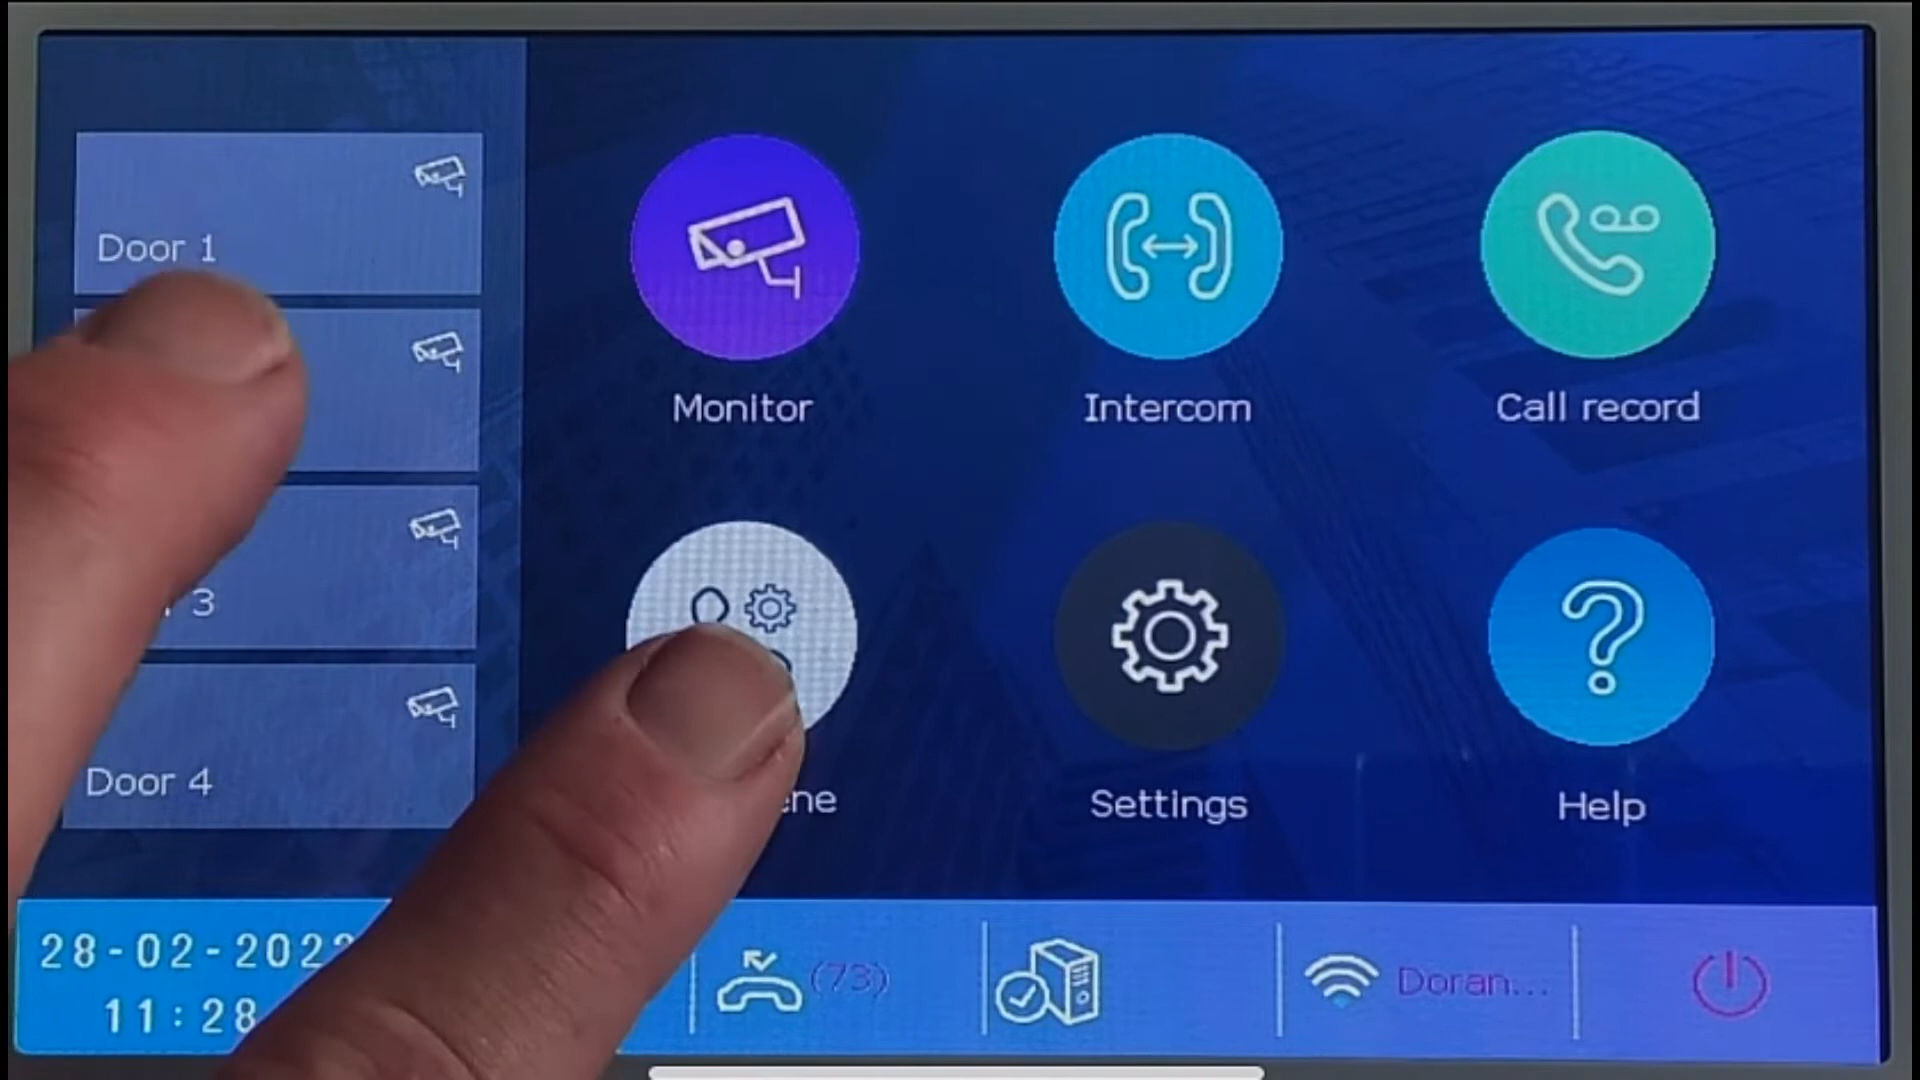 Door 1
3
Door 4
Monitor
Intercom
Call record
Settings
Help
28-02-202
11:28
(73)
Doran...